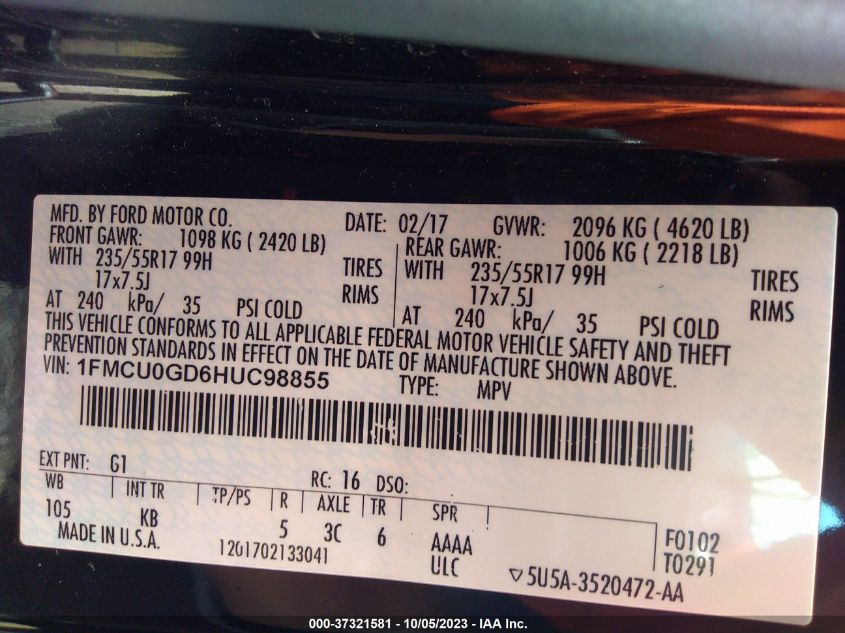 MFD. BY FORD MOTOR CO. DATE: 02/17 GVWR: 2096 KG ( 4620 LB)
FRONT GAWR: 1098 KG ( 2420 LB) REAR GAWR: 1006 KG ( 2218 LB)
WITH 235/55R17 99H TIRES WITH 235/55R17 99H TIRES
17x7.5J RIMS 17x7.5J RIMS
AT 240 kPa/ 35 PSI COLD AT 240 kPa/ 35 PSI COLD
THIS VEHICLE CONFORMS TO ALL APPLICABLE FEDERAL MOTOR VEHICLE SAFETY AND THEFT
PREVENTION STANDARDS IN EFFECT ON THE DATE OF MANUFACTURE SHOWN ABOVE.
VIN: 1FMCU0GD6HUC98855 TYPE: MPV
EXT PNT: G1 RC: 16 DSO:
WB INT TR TP/PS R AXLE TR SPR
105 KB 5 3C 6 AAAA F0102
MADE IN U.S.A. 1201702133041 ULC T0291
5U5A-3520472-AA
000-37321581 - 10/05/2023 - IAA Inc.